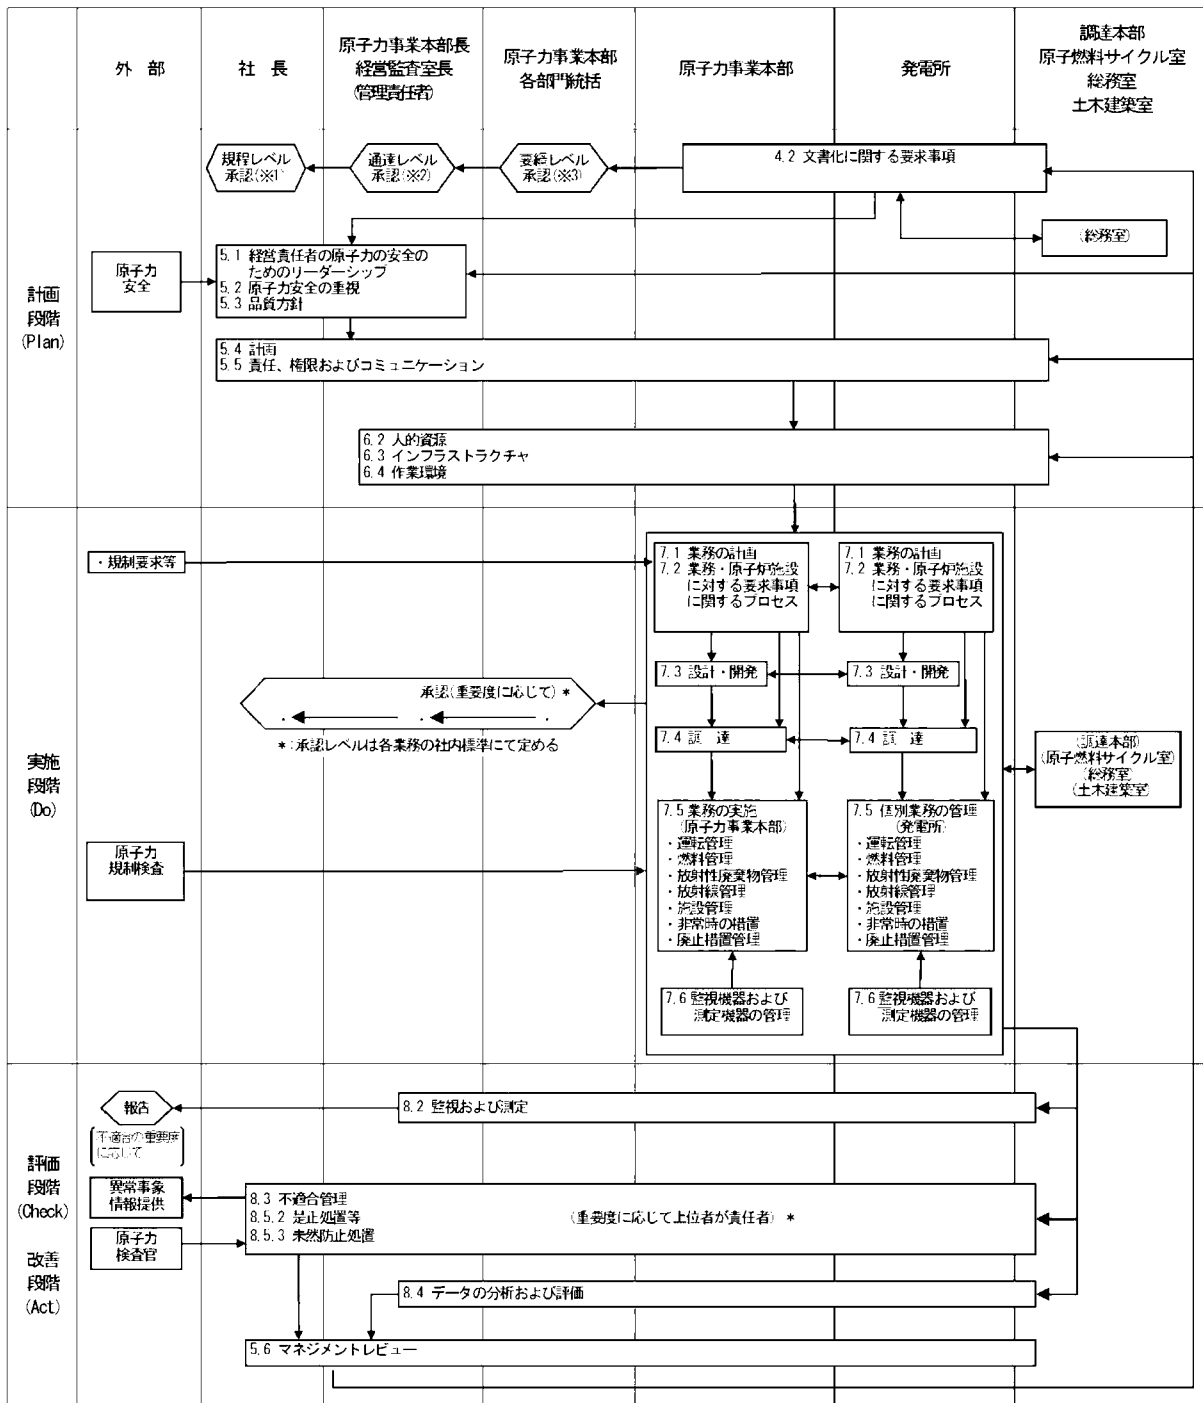 外 部
社 長
原子力事業本部長
経営監査室長
(管理責任者)
原子力事業本部
各部門統括
原子力事業本部
発電所
調達本部
原子燃料サイクル室
総務室
土木建築室
計画
段階
(Plan)
規程レベル
承認(※1)
通達レベル
承認(※2)
要綱レベル
承認(※3)
4.2 文書化に関する要求事項
(総務室)
原子力
安全
5.1 経営責任者の原子力の安全の
ためのリーダーシップ
5.2 原子力安全の重視
5.3 品質方針
5.4 計画
5.5 責任、権限およびコミュニケーション
6.2 人的資源
6.3 インフラストラクチャ
6.4 作業環境
実施
段階
(Do)
・規制要求等
7.1 業務の計画
7.2 業務・原子炉施設
に対する要求事項
に関するプロセス
7.1 業務の計画
7.2 業務・原子炉施設
に対する要求事項
に関するプロセス
7.3 設計・開発
7.3 設計・開発
承認(重要度に応じて) *
*:承認レベルは各業務の社内標準にて定める
7.4 調 達
7.4 調 達
(調達本部)
(原子燃料サイクル室)
(総務室)
(土木建築室)
原子力
規制検査
7.5 業務の実施
(原子力事業本部)
・運転管理
・燃料管理
・放射性廃棄物管理
・放射線管理
・施設管理
・非常時の措置
・廃止措置管理
7.5 個別業務の管理
(発電所)
・運転管理
・燃料管理
・放射性廃棄物管理
・放射線管理
・施設管理
・非常時の措置
・廃止措置管理
7.6 監視機器および
測定機器の管理
7.6 監視機器および
測定機器の管理
評価
段階
(Check)
改善
段階
(Act)
報告
不適合の重要度
に応じて
8.2 監視および測定
異常事象
情報提供
原子力
検査官
8.3 不適合管理
8.5.2 是正処置等
8.5.3 未然防止処置
(重要度に応じて上位者が責任者) *
8.4 データの分析および評価
5.6 マネジメントレビュー